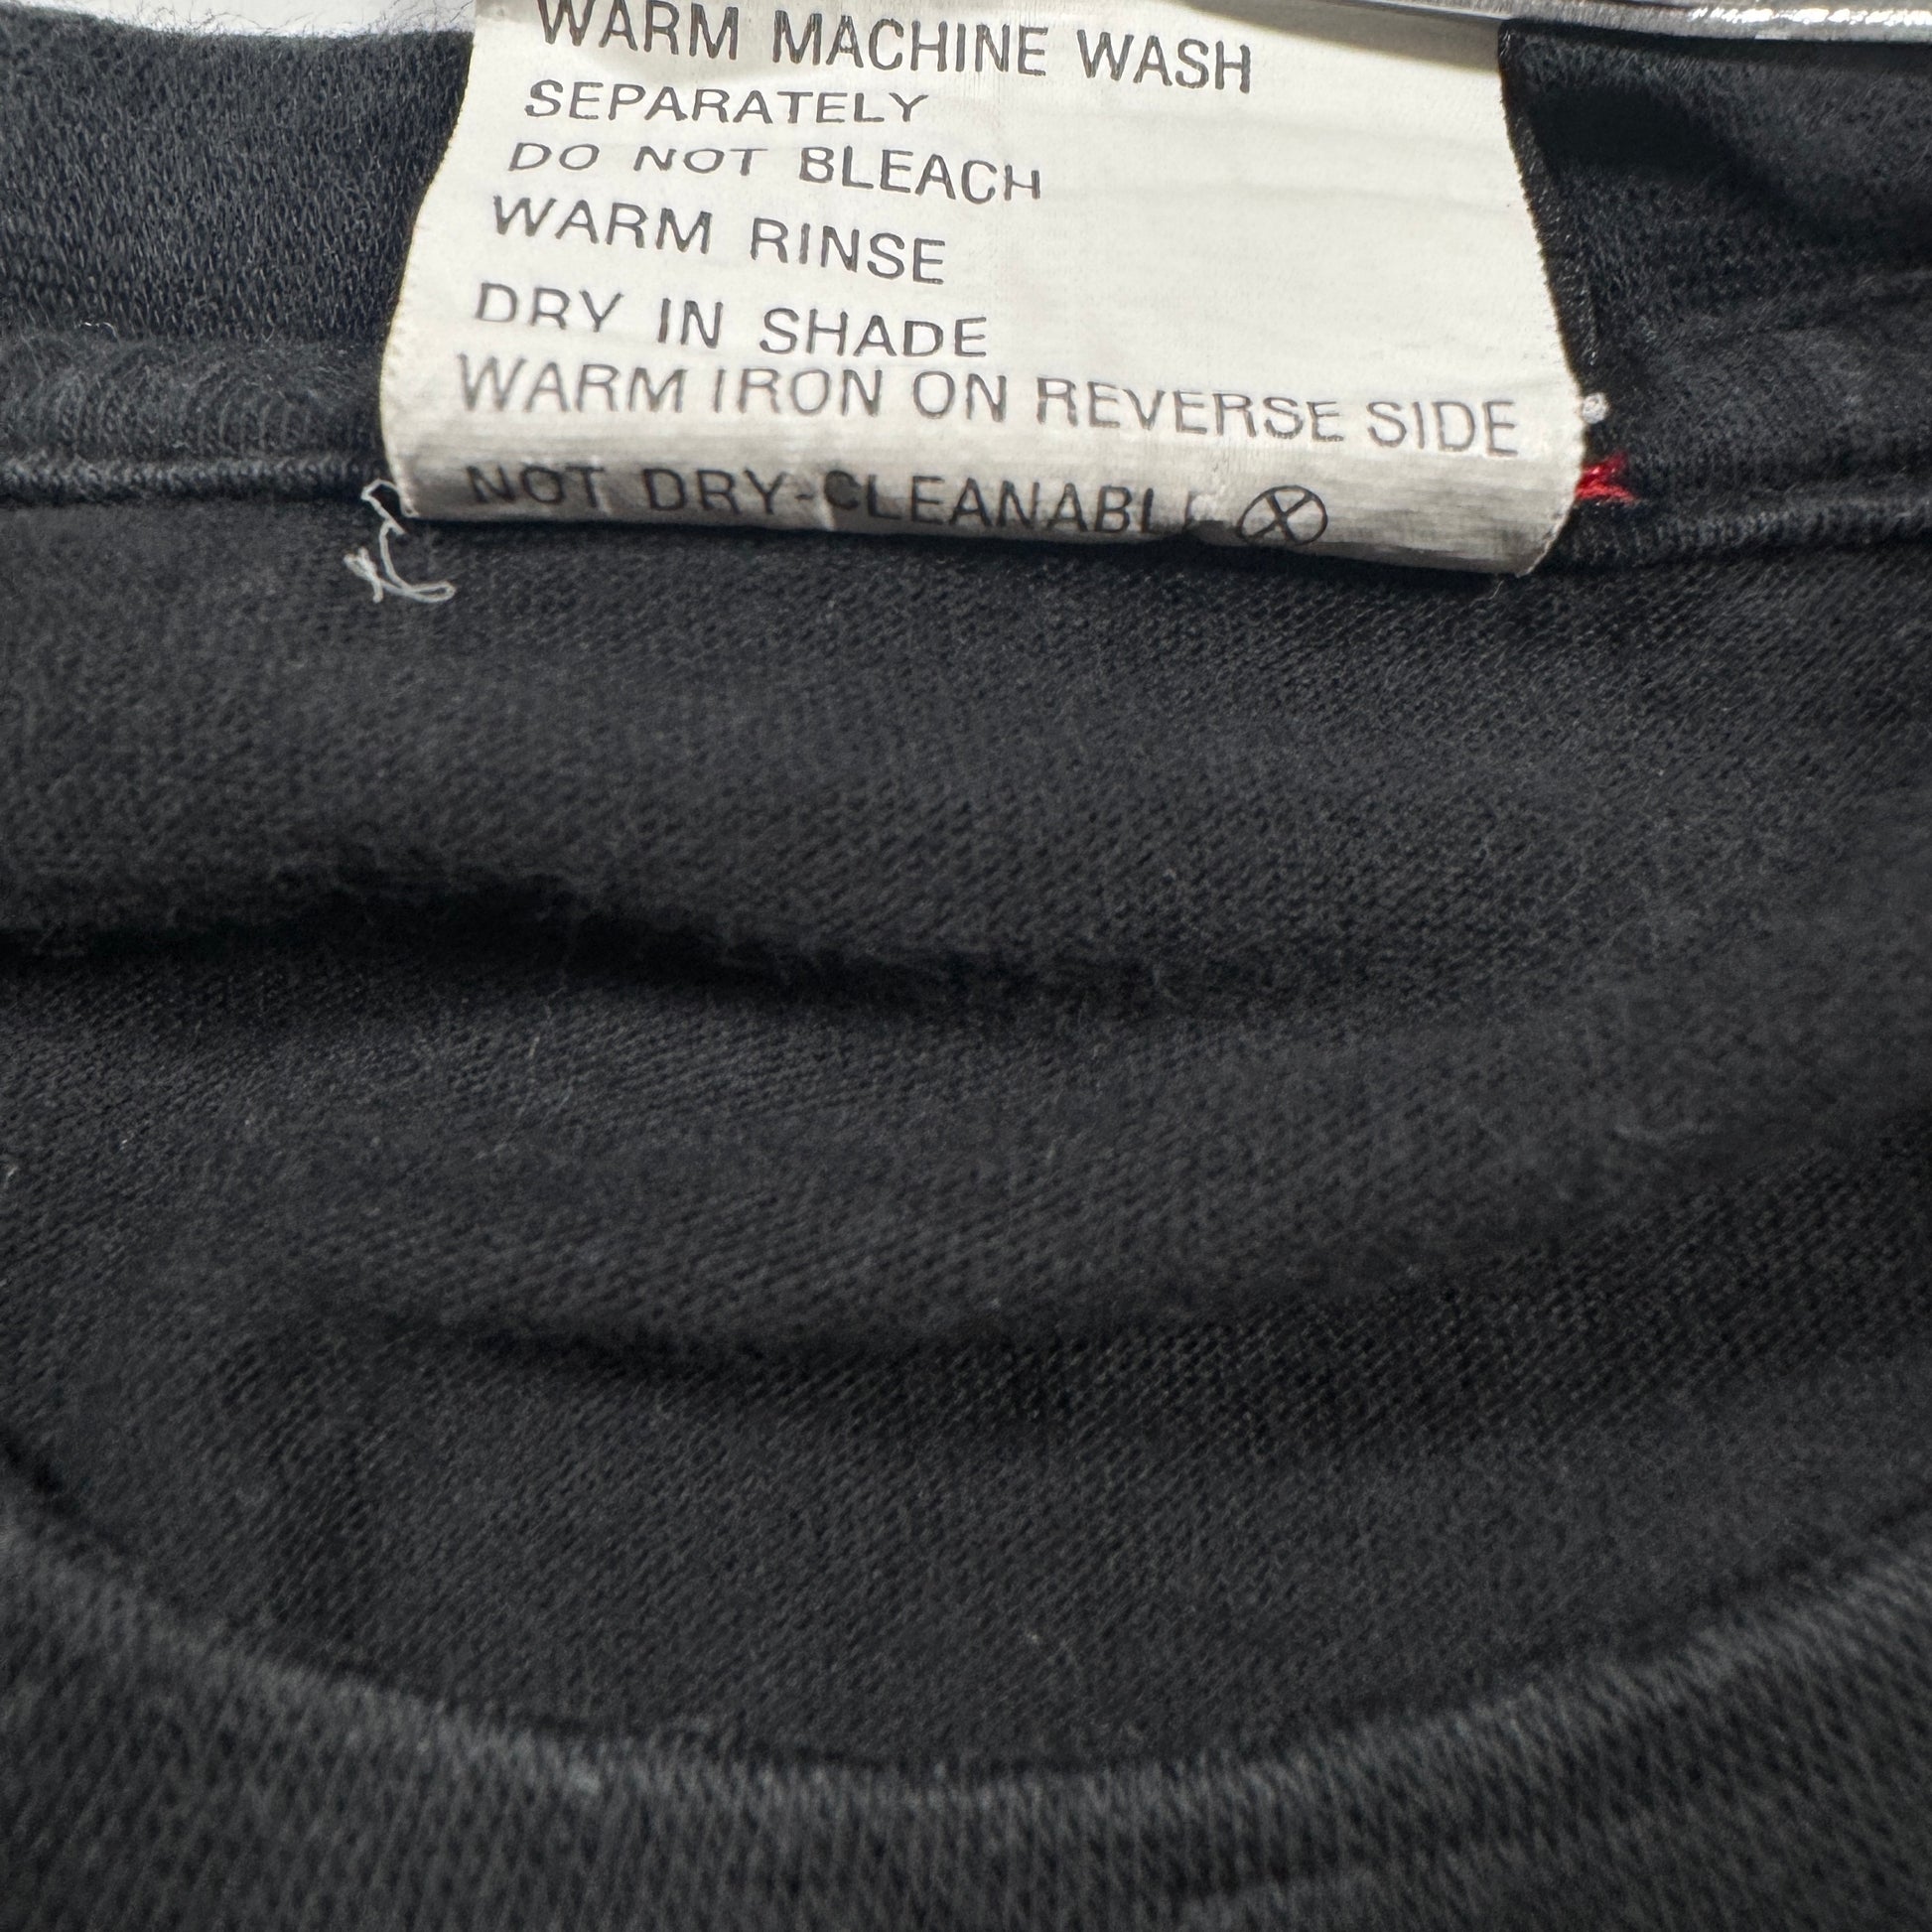 WARM MACHINE WASH
SEPARATELY
DO NOT BLEACH
WARM RINSE
DRY IN SHADE
WARM IRON ON REVERSE SIDE
NOT DRY-CLEANABLE